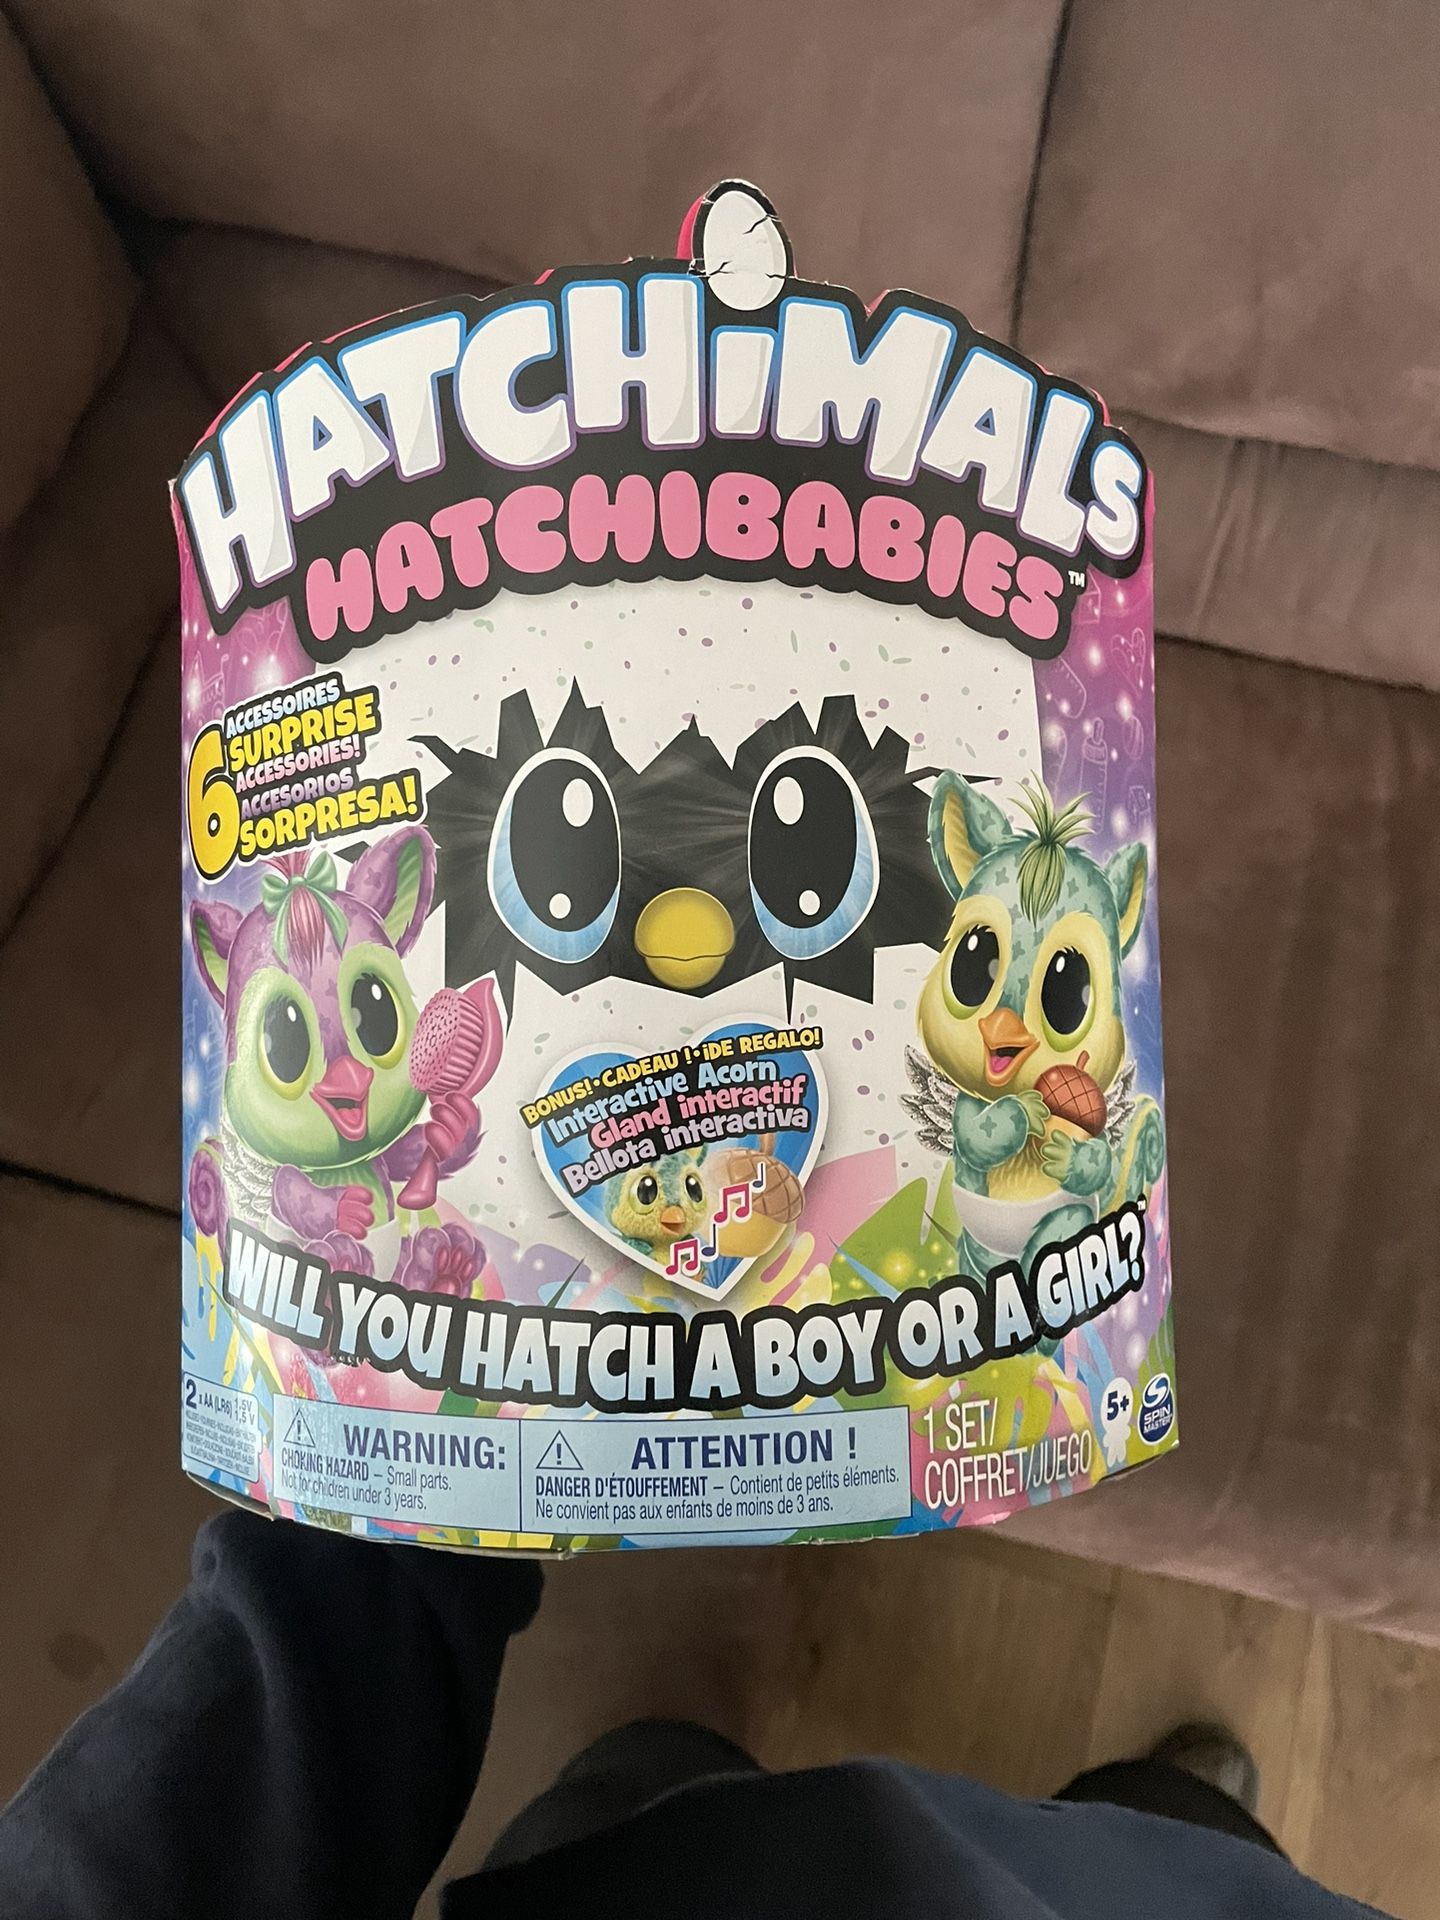 HATCHiMALS
HATCHIBABIES™
6
ACCESSOIRES
SURPRISE
ACCESSORIES!
ACCESORIOS
SORPRESA!
BONUS! • CADEAU ! • ¡DE REGALO!
Interactive Acorn
Gland interactif
Bellota interactiva
WILL YOU HATCH A BOY OR A GIRL?™
2 x AA (LR6) 1.5V
1,5 V
WARNING:
CHOKING HAZARD – Small parts.
Not for children under 3 years.
ATTENTION !
DANGER D'ÉTOUFFEMENT – Contient de petits éléments.
Ne convient pas aux enfants de moins de 3 ans.
1 SET/
COFFRET/JUEGO
5+
SPIN
MASTER